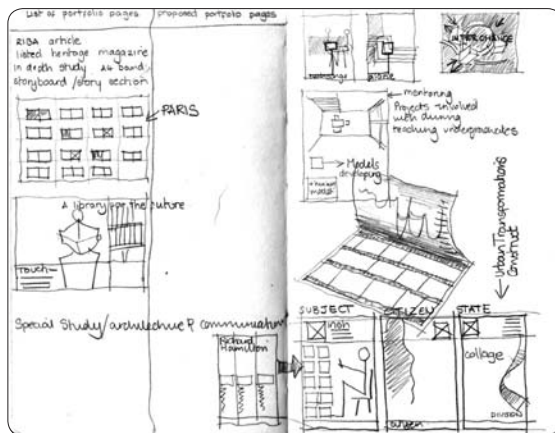 List of portfolio pages
proposed portfolio pages
RIBA article
listed heritage magazine
in depth study A4 bound
storyboard/story section
PARIS
A library for the future
TOUCH
Special Study/architecture & communication
Richard
Hamilton
INTERCHANGE
mentoring
Projects involved
with during
teaching undergraduates
Models
developing
Urban Transformations
Construct
SUBJECT
CITIZEN
STATE
collage
DIVISION